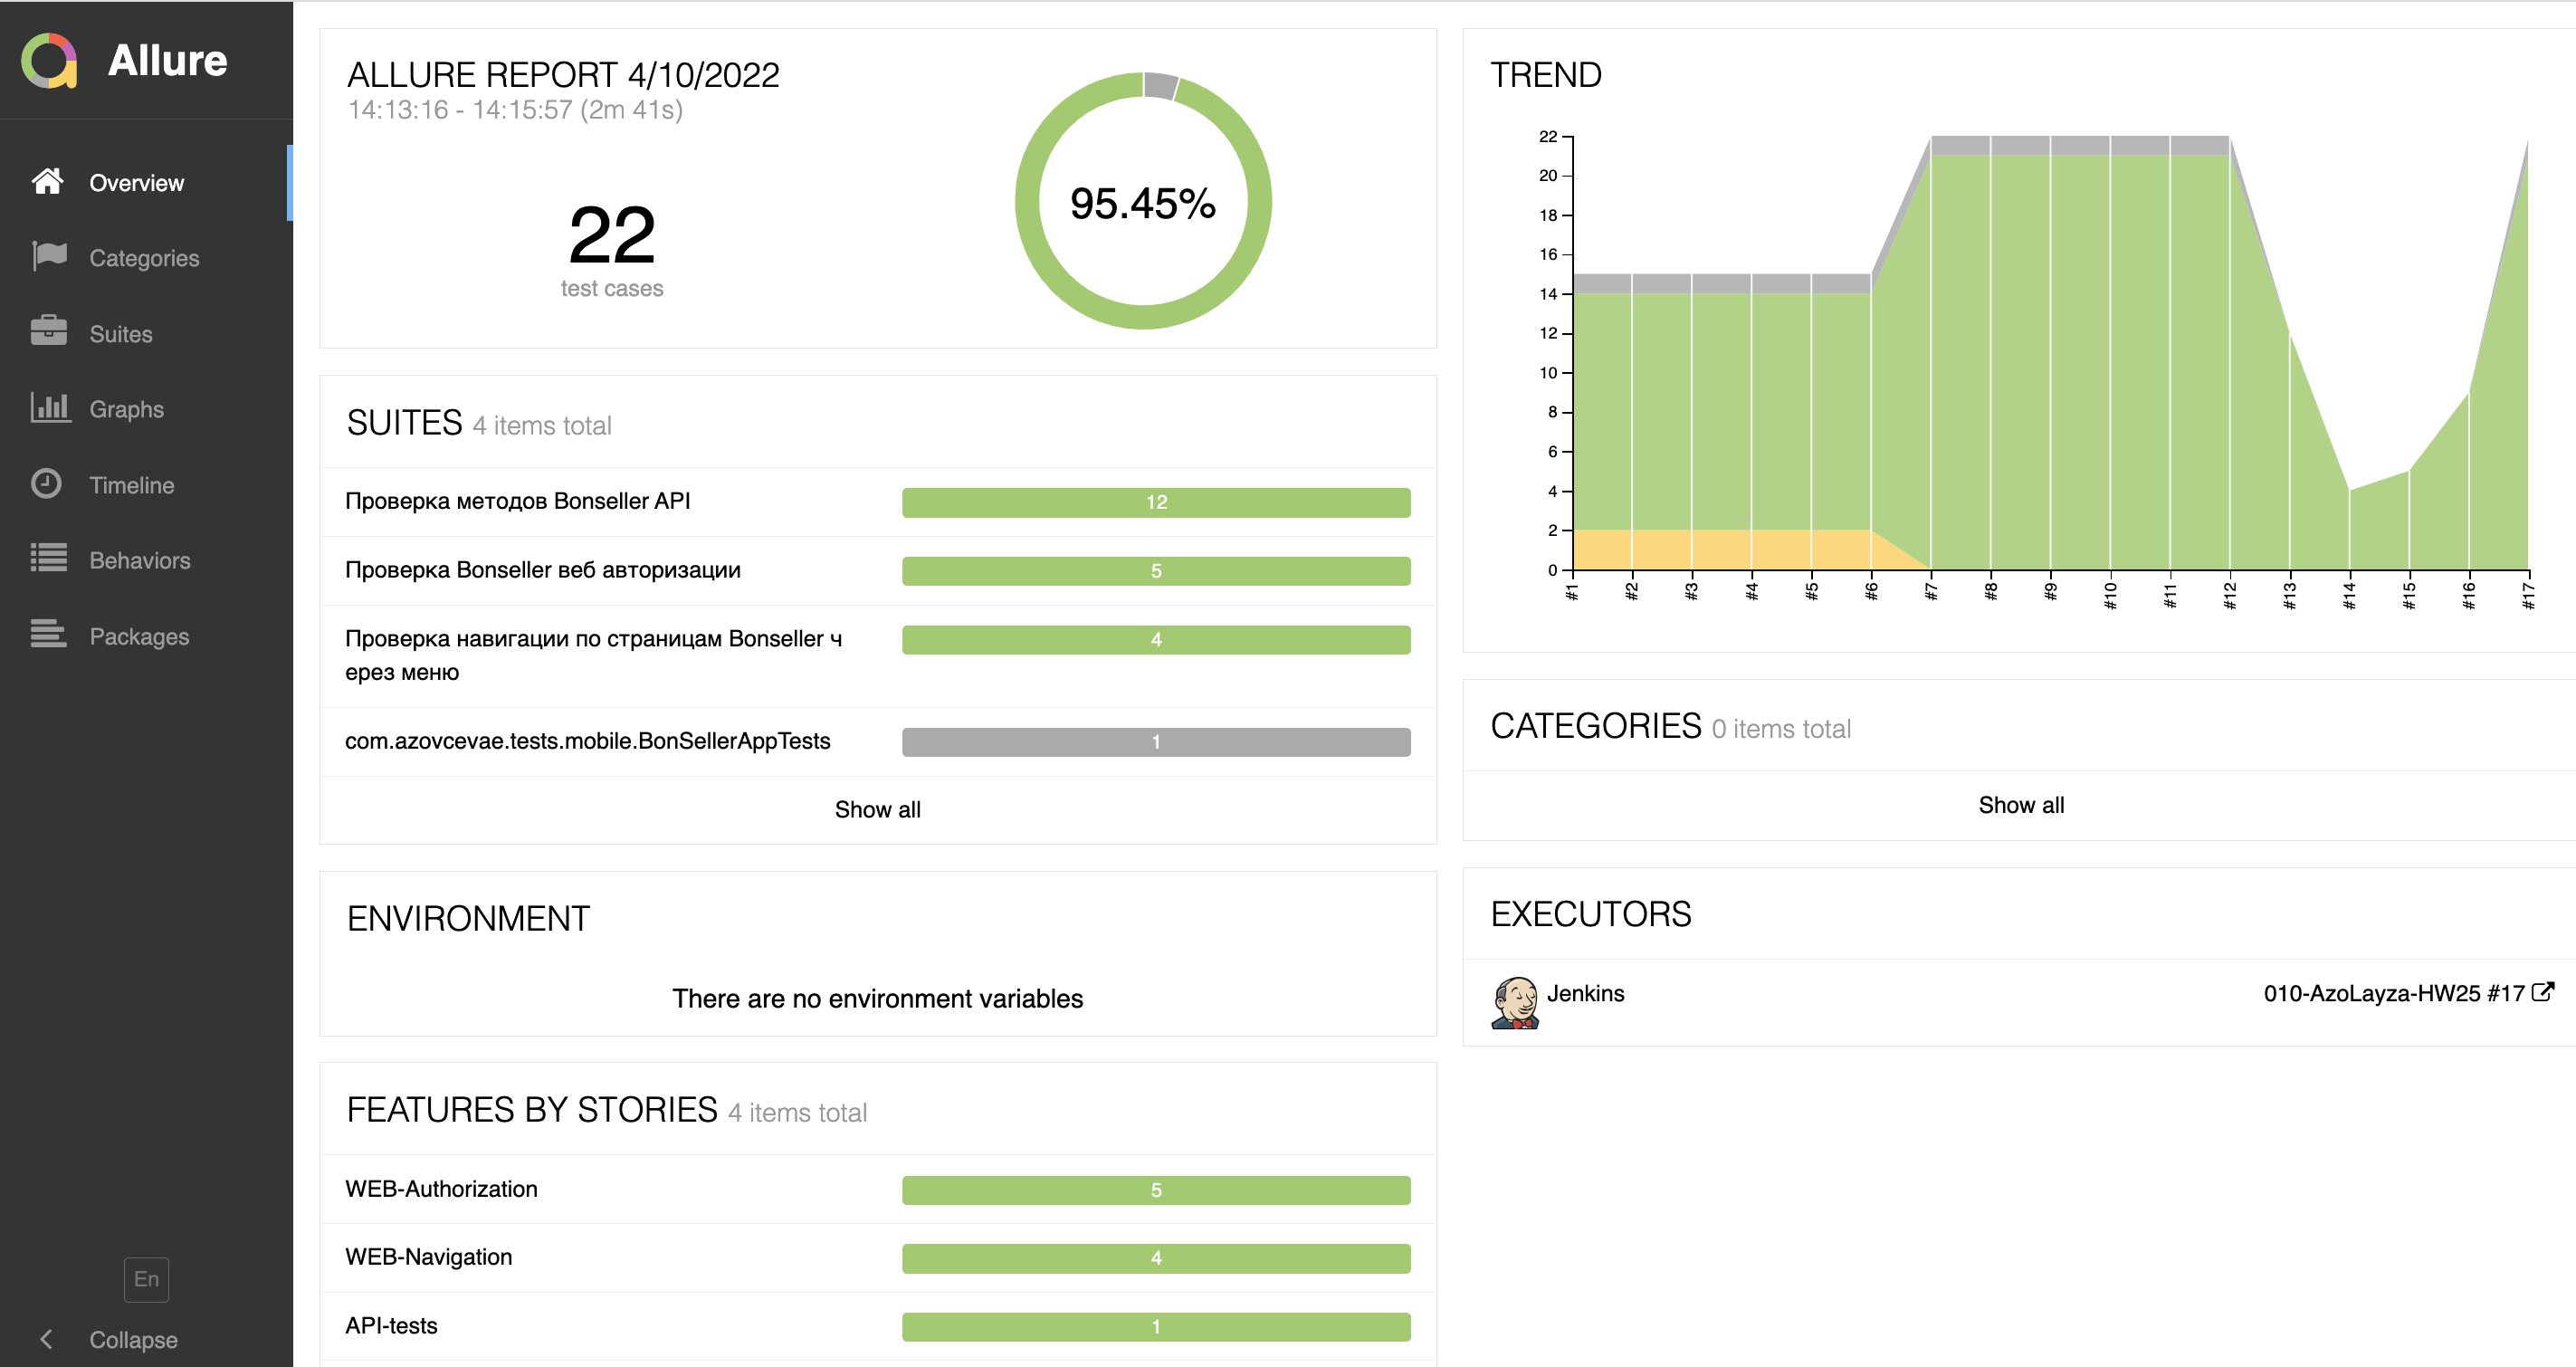 Allure
Overview
Categories
Suites
Graphs
Timeline
Behaviors
Packages
En
Collapse
ALLURE REPORT 4/10/2022
14:13:16 - 14:15:57 (2m 41s)
22
test cases
95.45%
SUITES 4 items total
Проверка методов Bonseller API 12
Проверка Bonseller веб авторизации 5
Проверка навигации по страницам Bonseller ч 4
ерез меню
com.azovcevae.tests.mobile.BonSellerAppTests 1
Show all
ENVIRONMENT
There are no environment variables
FEATURES BY STORIES 4 items total
WEB-Authorization 5
WEB-Navigation 4
API-tests 1
TREND
22
20
18
16
14
12
10
8
6
4
2
0
#1 #2 #3 #4 #5 #6 #7 #8 #9 #10 #11 #12 #13 #14 #15 #16 #17
CATEGORIES 0 items total
Show all
EXECUTORS
Jenkins 010-AzoLayza-HW25 #17